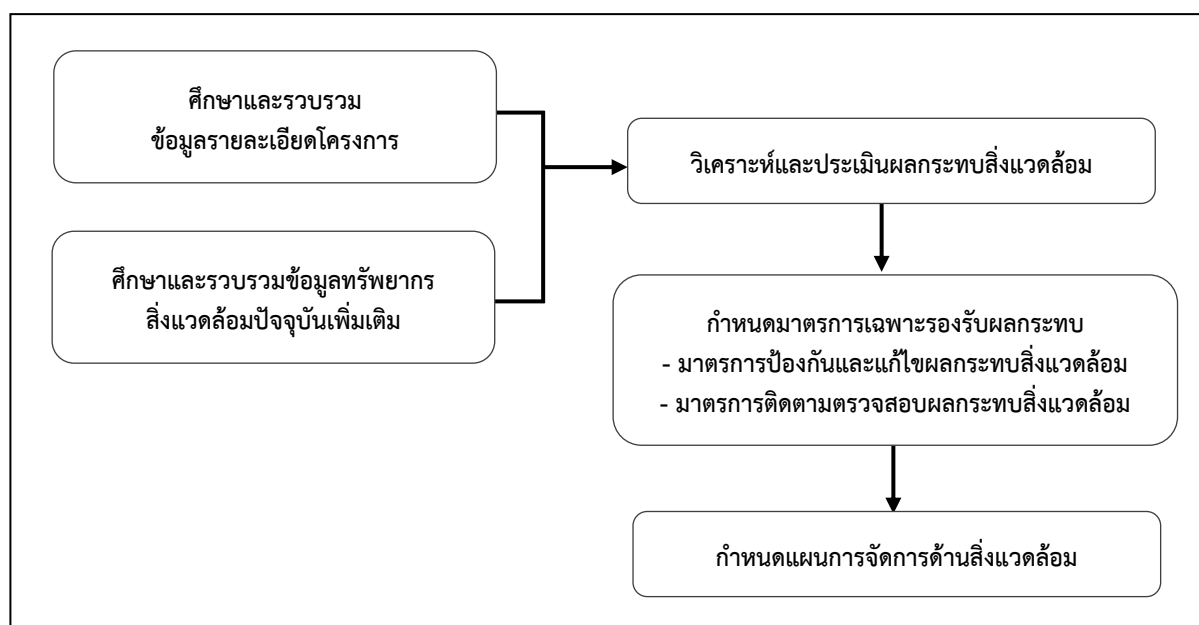 ศึกษาและรวบรวม
ข้อมูลรายละเอียดโครงการ
ศึกษาและรวบรวมข้อมูลทรัพยากร
สิ่งแวดล้อมปัจจุบันเพิ่มเติม
วิเคราะห์และประเมินผลกระทบสิ่งแวดล้อม
กำหนดมาตรการเฉพาะรองรับผลกระทบ
- มาตรการป้องกันและแก้ไขผลกระทบสิ่งแวดล้อม
- มาตรการติดตามตรวจสอบผลกระทบสิ่งแวดล้อม
กำหนดแผนการจัดการด้านสิ่งแวดล้อม